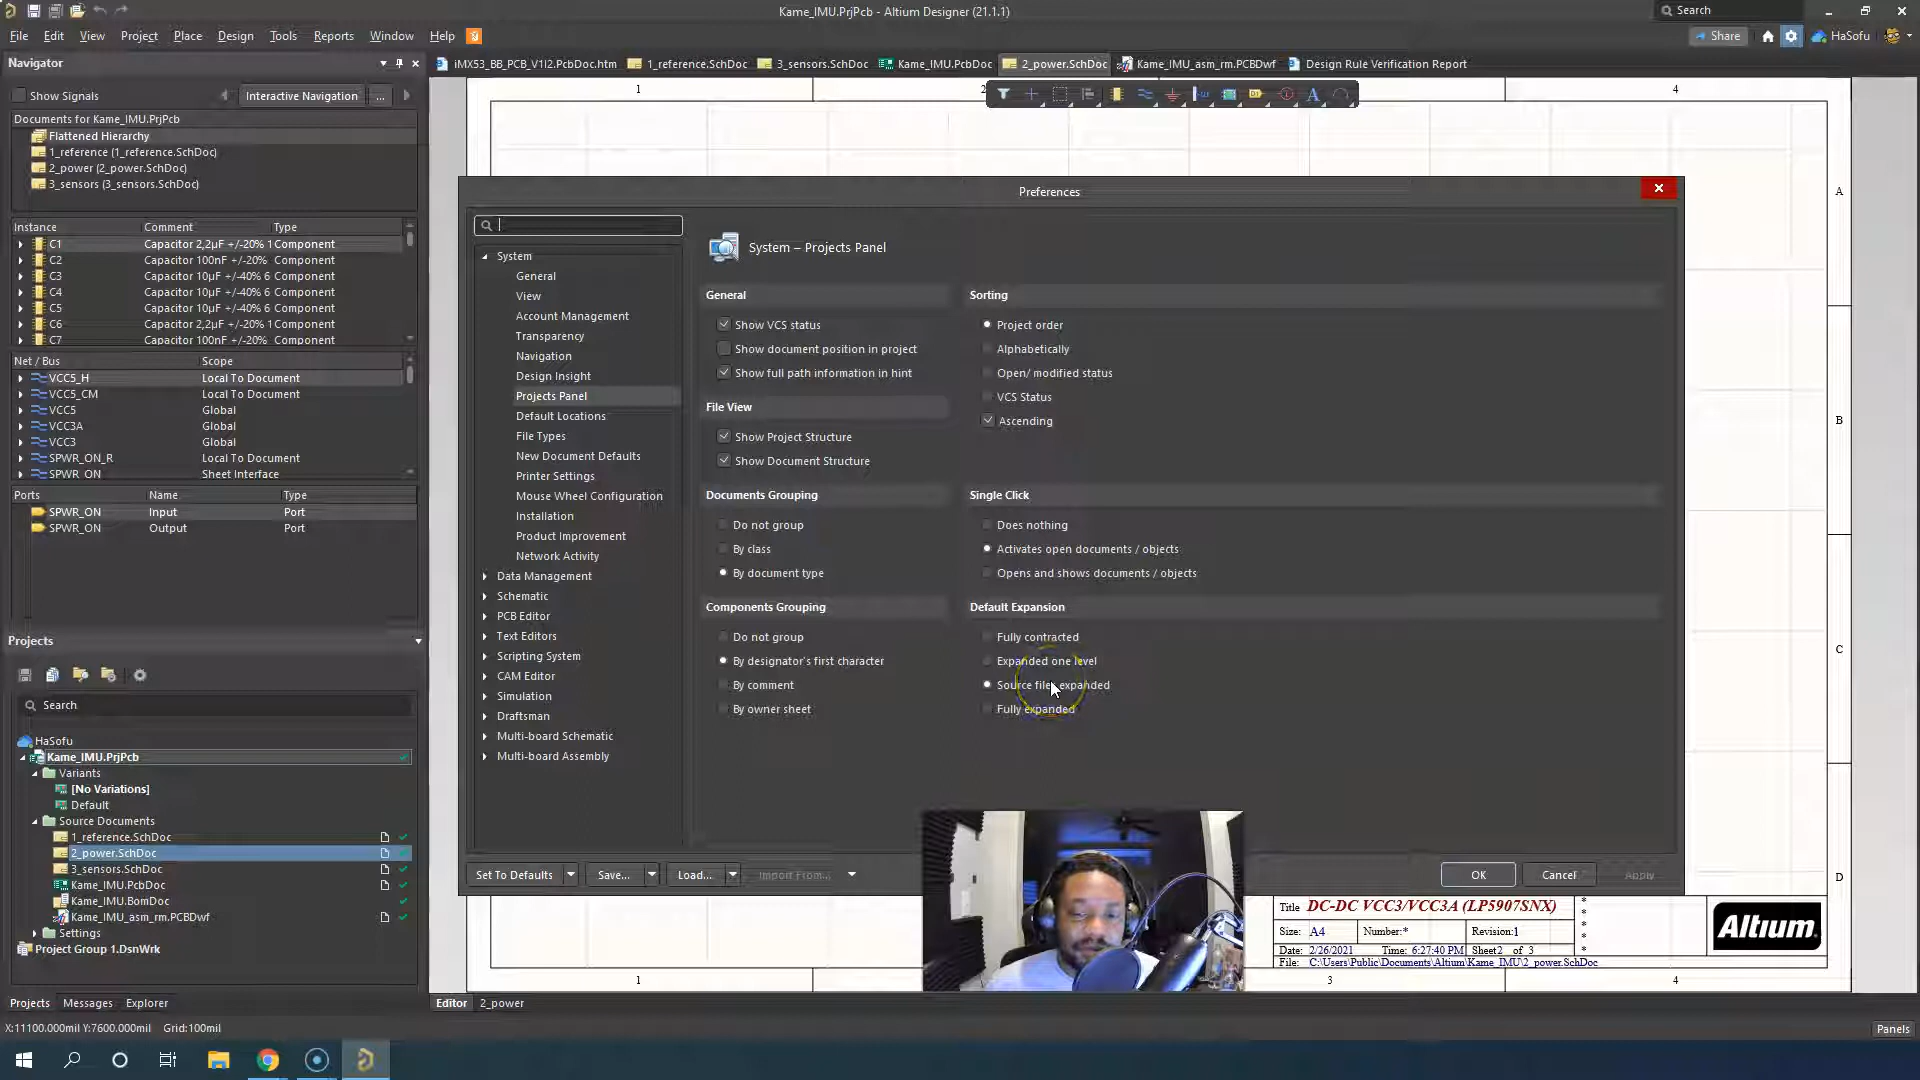 Kame_IMU.PrjPcb - Altium Designer (21.1.1)
Search
File Edit View Project Place Design Tools Reports Window Help
Share
HaSofu
Navigator
iMX53_BB_PCB_V1I2.PcbDoc.htm
1_reference.SchDoc
3_sensors.SchDoc
Kame_IMU.PcbDoc
2_power.SchDoc
Kame_IMU_asm_rm.PCBDwf
Design Rule Verification Report
Show Signals
Interactive Navigation
...
1 2 4
Documents for Kame_IMU.PrjPcb
Flattened Hierarchy
1_reference (1_reference.SchDoc)
2_power (2_power.SchDoc)
3_sensors (3_sensors.SchDoc)
Instance Comment Type
C1 Capacitor 2,2µF +/-20% 1 Component
C2 Capacitor 100nF +/-20% Component
C3 Capacitor 10µF +/-40% 6 Component
C4 Capacitor 10µF +/-40% 6 Component
C5 Capacitor 10µF +/-40% 6 Component
C6 Capacitor 2,2µF +/-20% 1 Component
C7 Capacitor 100nF +/-20% Component
Net / Bus Scope
VCC5_H Local To Document
VCC5_CM Local To Document
VCC5 Global
VCC3A Global
VCC3 Global
SPWR_ON_R Local To Document
SPWR_ON Sheet Interface
Ports Name Type
SPWR_ON Input Port
SPWR_ON Output Port
Projects
Search
HaSofu
Kame_IMU.PrjPcb
Variants
[No Variations]
Default
Source Documents
1_reference.SchDoc
2_power.SchDoc
3_sensors.SchDoc
Kame_IMU.PcbDoc
Kame_IMU.BomDoc
Kame_IMU_asm_rm.PCBDwf
Settings
Project Group 1.DsnWrk
Projects Messages Explorer
Preferences
System
General
View
Account Management
Transparency
Navigation
Design Insight
Projects Panel
Default Locations
File Types
New Document Defaults
Printer Settings
Mouse Wheel Configuration
Installation
Product Improvement
Network Activity
Data Management
Schematic
PCB Editor
Text Editors
Scripting System
CAM Editor
Simulation
Draftsman
Multi-board Schematic
Multi-board Assembly
System – Projects Panel
General
Show VCS status
Show document position in project
Show full path information in hint
File View
Show Project Structure
Show Document Structure
Documents Grouping
Do not group
By class
By document type
Components Grouping
Do not group
By designator's first character
By comment
By owner sheet
Sorting
Project order
Alphabetically
Open/ modified status
VCS Status
Ascending
Single Click
Does nothing
Activates open documents / objects
Opens and shows documents / objects
Default Expansion
Fully contracted
Expanded one level
Source files expanded
Fully expanded
Set To Defaults
Save...
Load...
Import From...
OK
Cancel
Apply
A
B
C
D
Title DC-DC VCC3/VCC3A (LP5907SNX)
Size: A4 Number:* Revision:1
Date: 2/26/2021 Time: 6:27:40 PM Sheet2 of 3
File: C:\Users\Public\Documents\Altium\Kame_IMU\2_power.SchDoc
*
*
*
*
*
Altium
1 3 4
Editor 2_power
X:11100.000mil Y:7600.000mil Grid:100mil
Panels